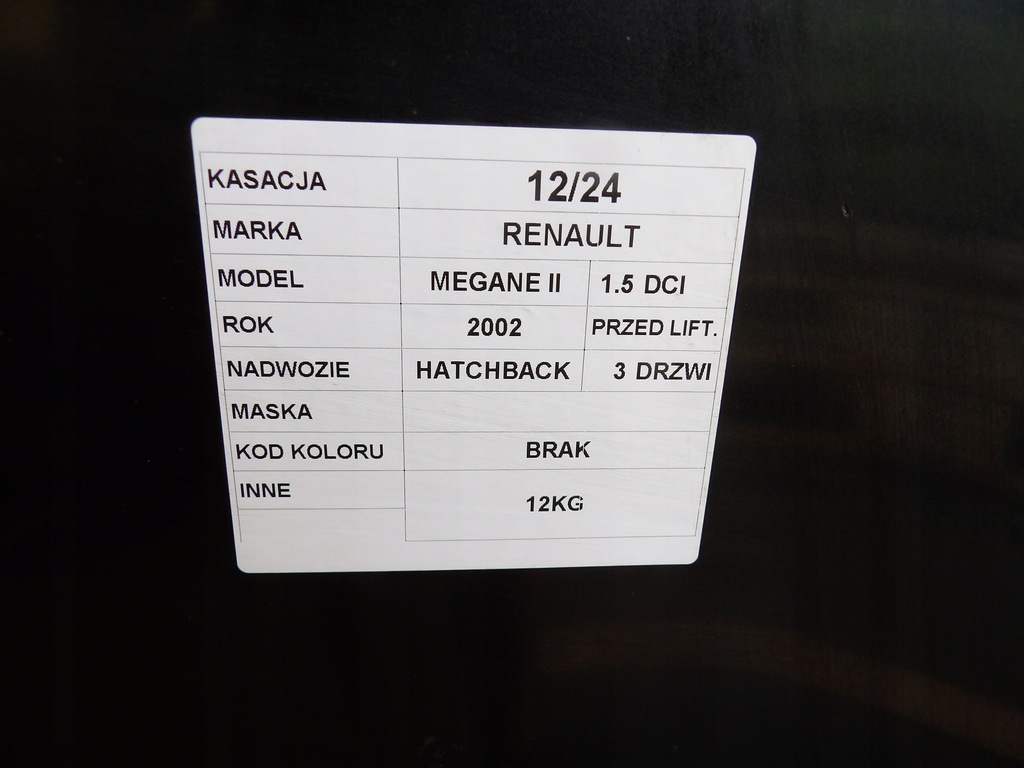 KASACJA 12/24
MARKA RENAULT
MODEL MEGANE II 1.5 DCI
ROK 2002 PRZED LIFT.
NADWOZIE HATCHBACK 3 DRZWI
MASKA
KOD KOLORU BRAK
INNE 12KG